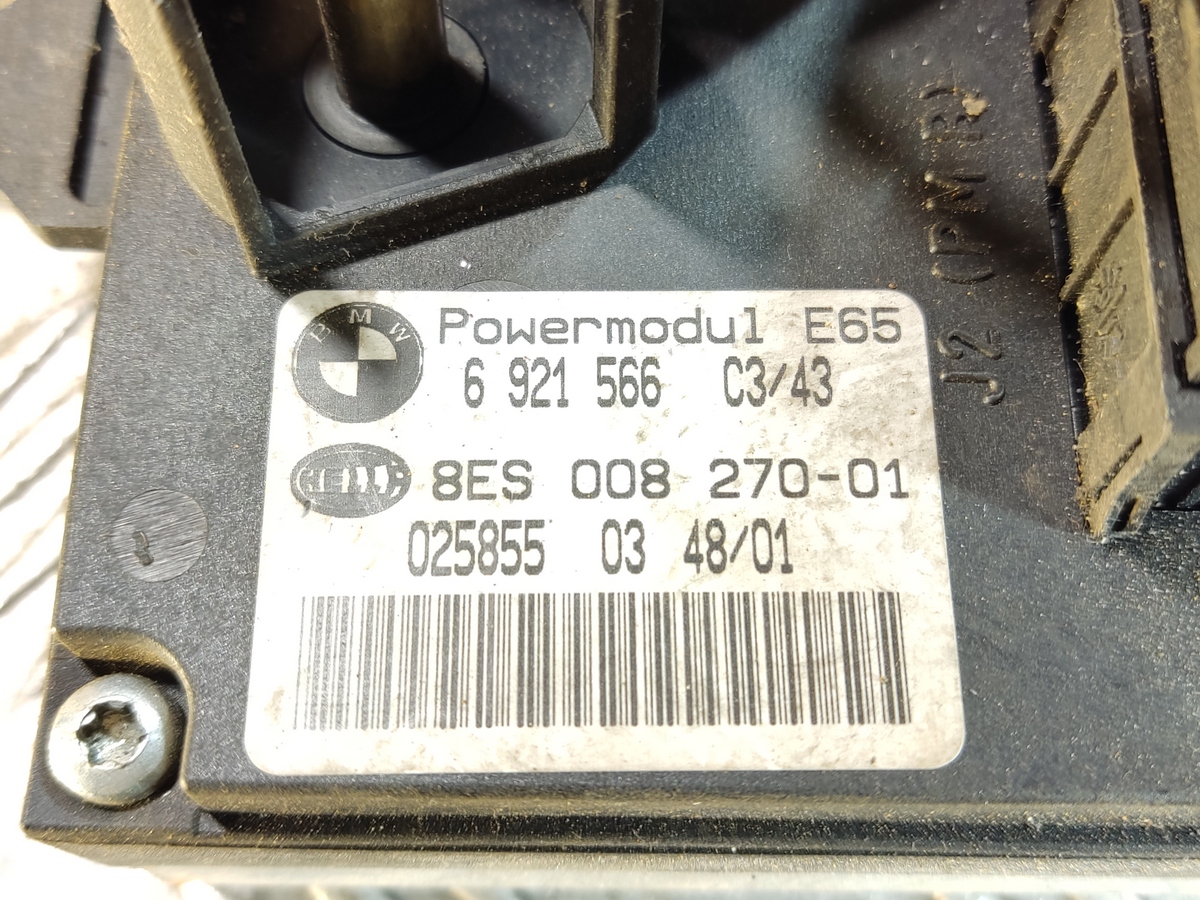 BMW
Powermodul E65
6 921 566 C3/43
HELLA
8ES 008 270-01
025855 03 48/01
J2 (PM B)